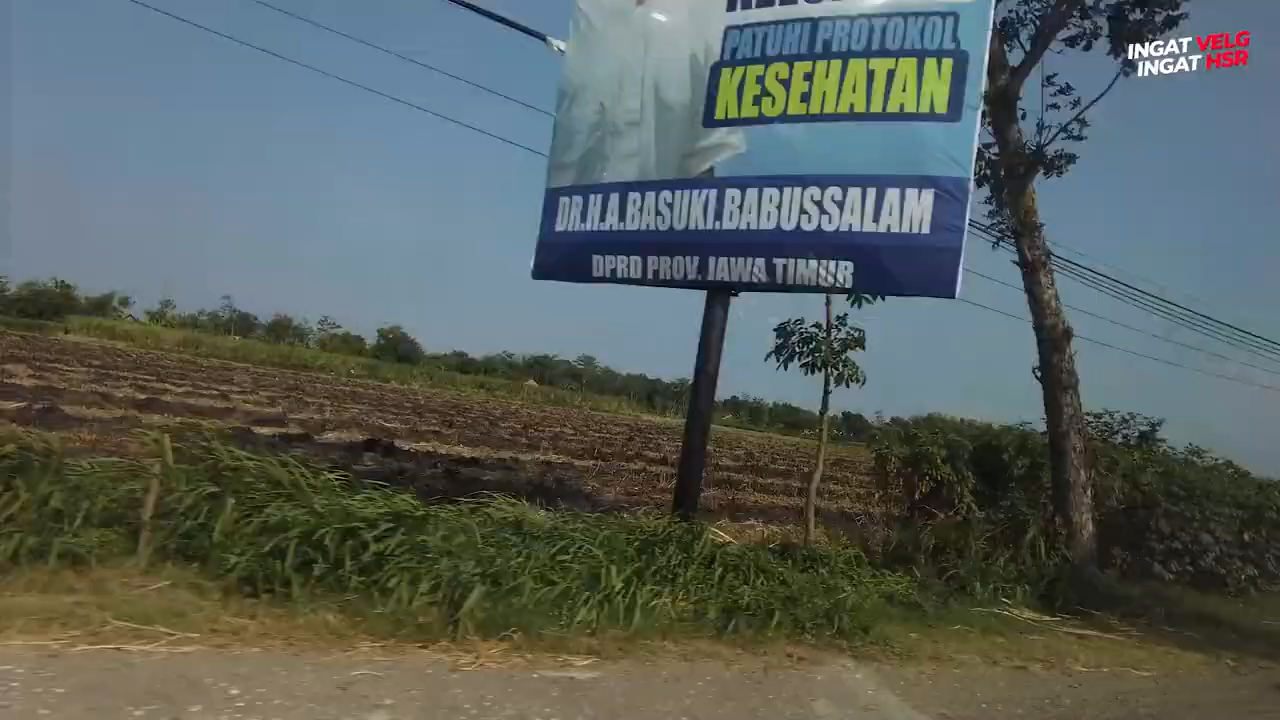 PATUHI PROTOKOL
KESEHATAN
DR.H.A.BASUKI.BABUSSALAM
DPRD PROV. JAWA TIMUR
INGAT VELG
INGAT HSR